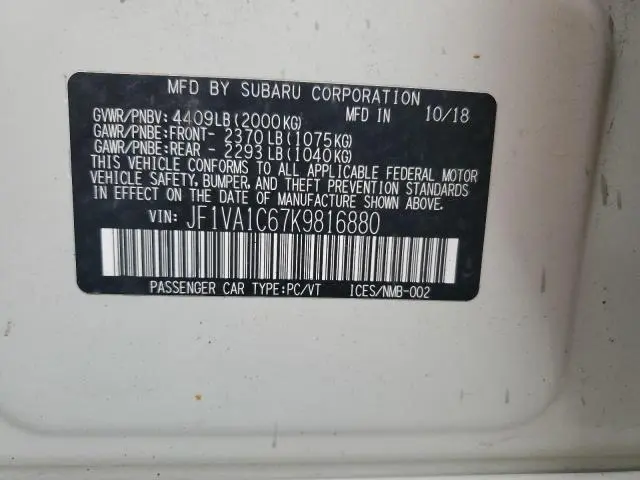 MFD BY SUBARU CORPORATION
GVWR/PNBV: 4409LB(2000KG) MFD IN 10/18
GAWR/PNBE:FRONT- 2370LB(1075KG)
GAWR/PNBE:REAR - 2293LB(1040KG)
THIS VEHICLE CONFORMS TO ALL APPLICABLE FEDERAL MOTOR
VEHICLE SAFETY, BUMPER, AND THEFT PREVENTION STANDARDS
IN EFFECT ON THE DATE OF MANUFACTURE SHOWN ABOVE.
VIN: JF1VA1C67K9816880
PASSENGER CAR TYPE:PC/VT ICES/NMB-002